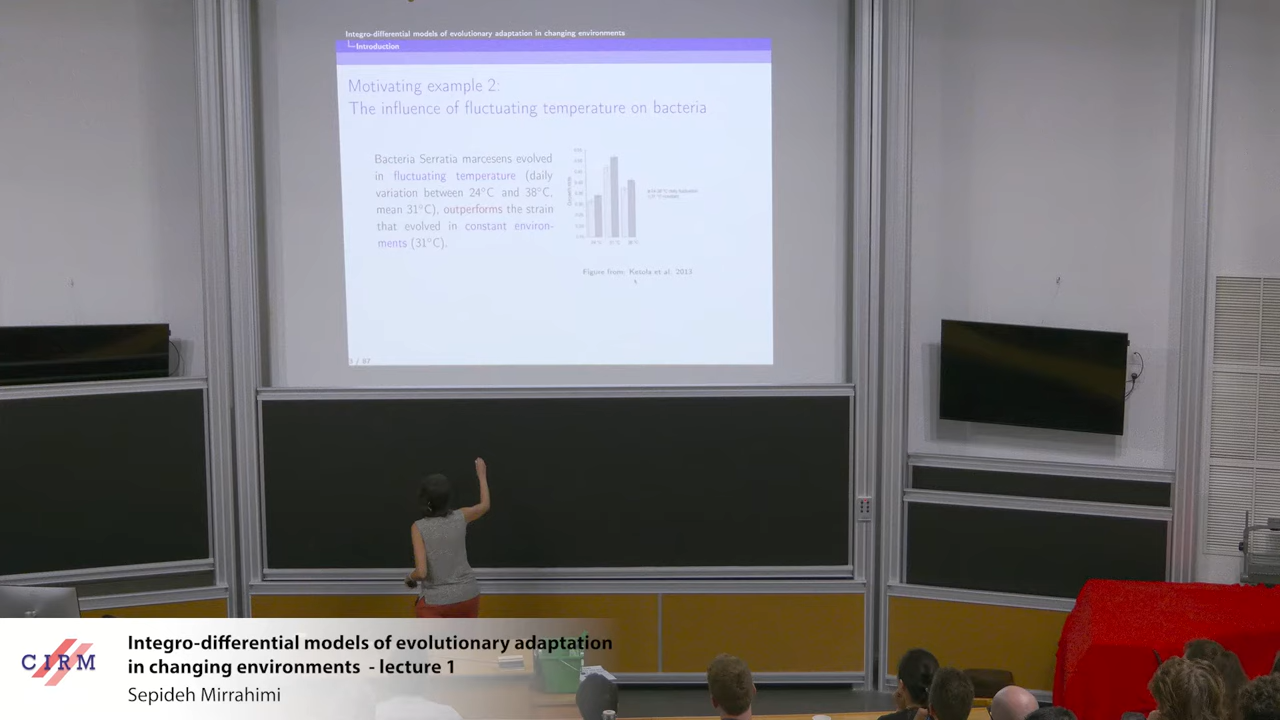 Integro-differential models of evolutionary adaptation in changing environments
Introduction
Motivating example 2:
The influence of fluctuating temperature on bacteria
Bacteria Serratia marcesens evolved
in fluctuating temperature (daily
variation between 24°C and 38°C,
mean 31°C), outperforms the strain
that evolved in constant environ-
ments (31°C).
Figure from: Ketola et al. 2013
CIRM
Integro-differential models of evolutionary adaptation
in changing environments - lecture 1
Sepideh Mirrahimi